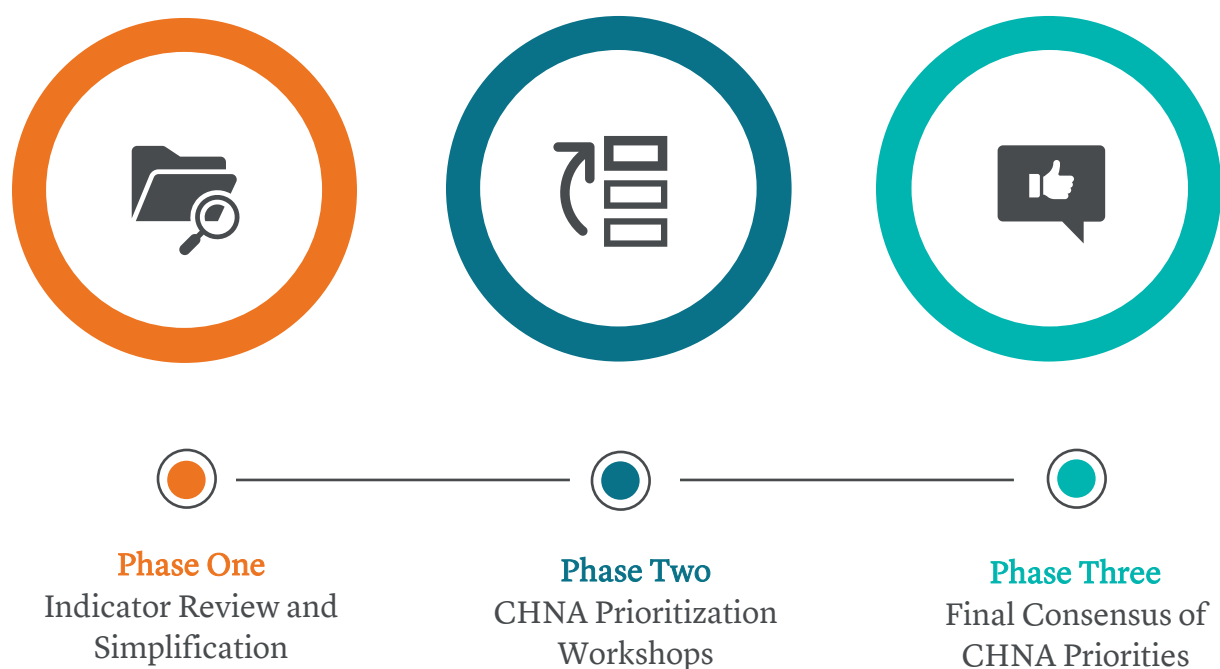 Phase One
Indicator Review and
Simplification
Phase Two
CHNA Prioritization
Workshops
Phase Three
Final Consensus of
CHNA Priorities